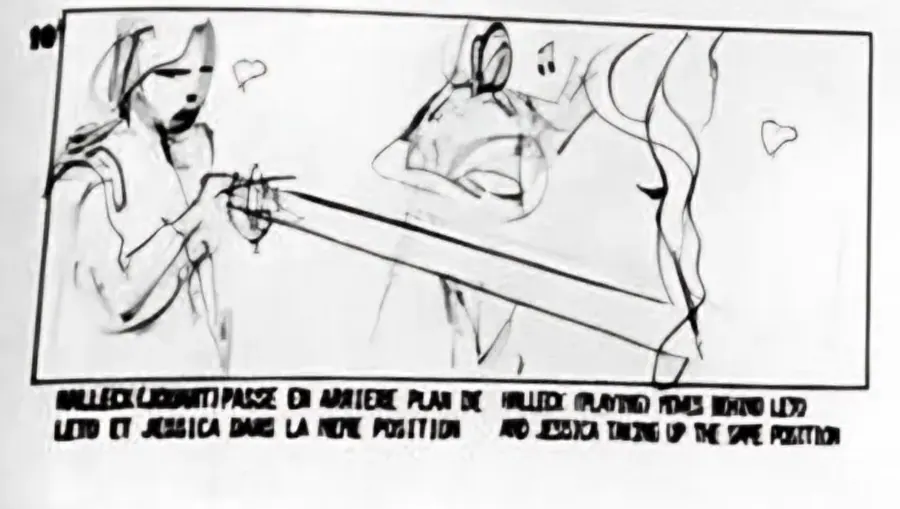 10
HALLECK (JOUANT) PASSE EN ARRIERE PLAN DE
LETO ET JESSICA DANS LA MEME POSITION
HALLECK (PLAYING) MOVES BEHIND LETO
AND JESSICA TAKING UP THE SAME POSITION